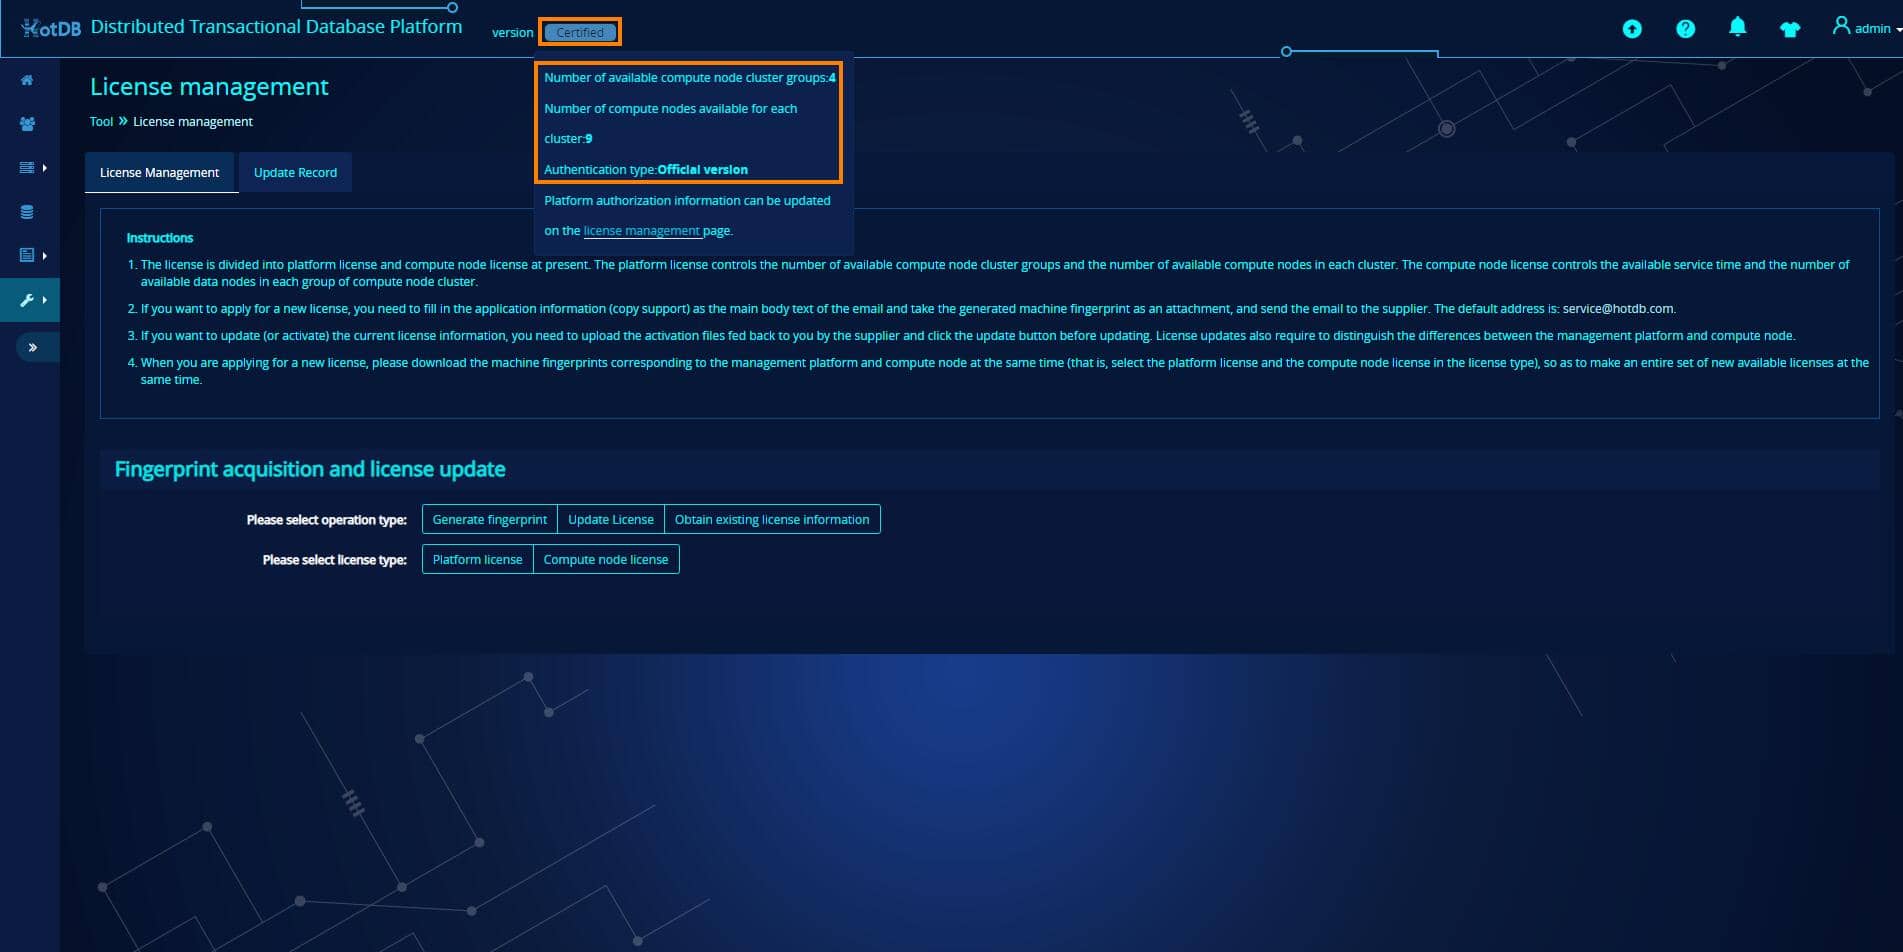 HotDB Distributed Transactional Database Platform version Certified
admin
Number of available compute node cluster groups:4
Number of compute nodes available for each
cluster:9
Authentication type:Official version
Platform authorization information can be updated
on the license management page.
License management
Tool » License management
License Management Update Record
Instructions
1. The license is divided into platform license and compute node license at present. The platform license controls the number of available compute node cluster groups and the number of available compute nodes in each cluster. The compute node license controls the available service time and the number of
available data nodes in each group of compute node cluster.
2. If you want to apply for a new license, you need to fill in the application information (copy support) as the main body text of the email and take the generated machine fingerprint as an attachment, and send the email to the supplier. The default address is: service@hotdb.com.
3. If you want to update (or activate) the current license information, you need to upload the activation files fed back to you by the supplier and click the update button before updating. License updates also require to distinguish the differences between the management platform and compute node.
4. When you are applying for a new license, please download the machine fingerprints corresponding to the management platform and compute node at the same time (that is, select the platform license and the compute node license in the license type), so as to make an entire set of new available licenses at the
same time.
Fingerprint acquisition and license update
Please select operation type: Generate fingerprint Update License Obtain existing license information
Please select license type: Platform license Compute node license